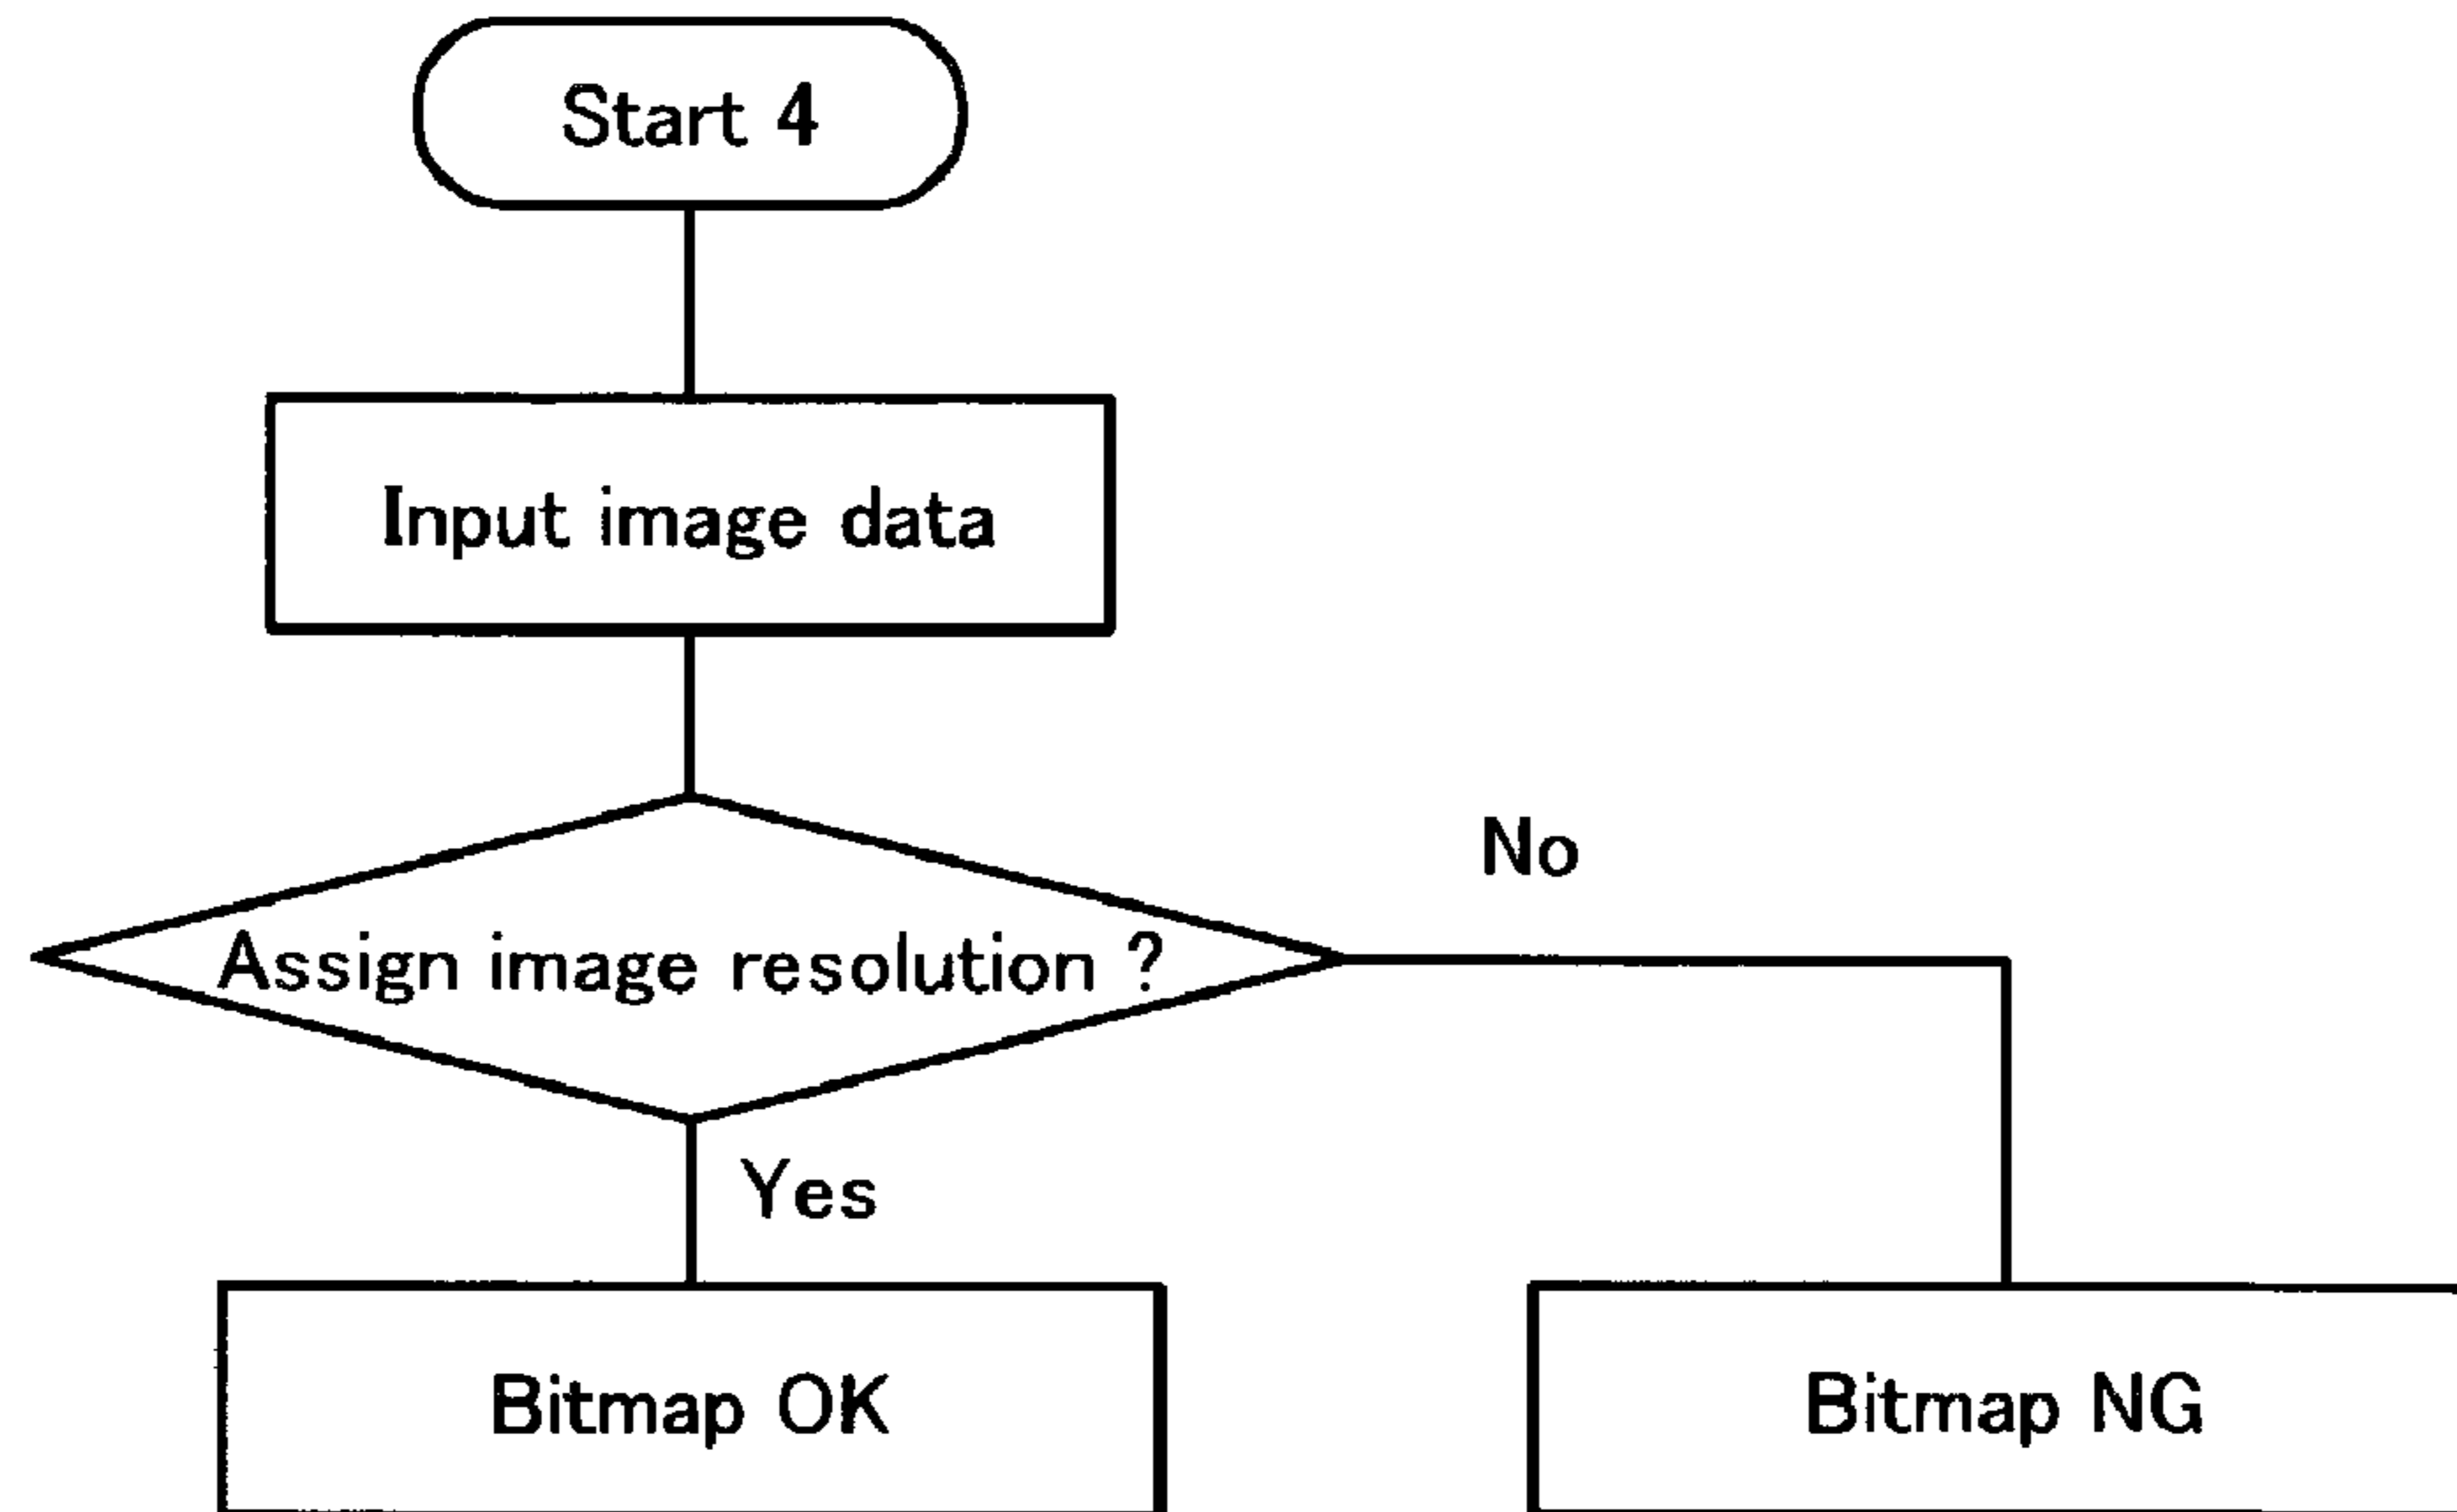 Start 4
Input image data
Assign image resolution ?
No
Yes
Bitmap OK
Bitmap NG